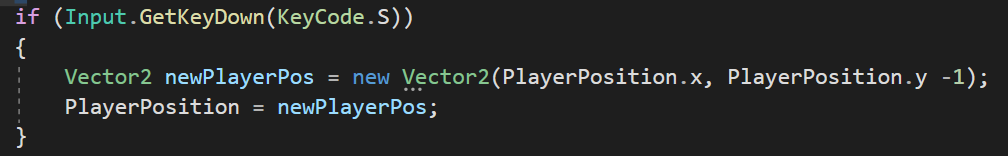 if (Input.GetKeyDown(KeyCode.S))
{
    Vector2 newPlayerPos = new Vector2(PlayerPosition.x, PlayerPosition.y -1);
    PlayerPosition = newPlayerPos;
}